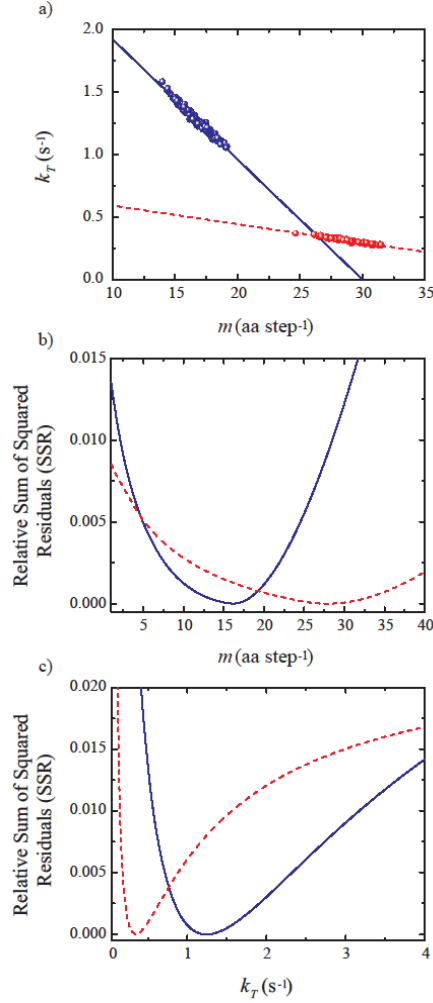 a)
2.0
1.5
1.0
0.5
0.0
k_T (s⁻¹)
10 15 20 25 30 35
m (aa step⁻¹)
b)
0.015
0.010
0.005
0.000
Relative Sum of Squared
Residuals (SSR)
5 10 15 20 25 30 35 40
m (aa step⁻¹)
c)
0.020
0.015
0.010
0.005
0.000
Relative Sum of Squared
Residuals (SSR)
0 1 2 3 4
k_T (s⁻¹)